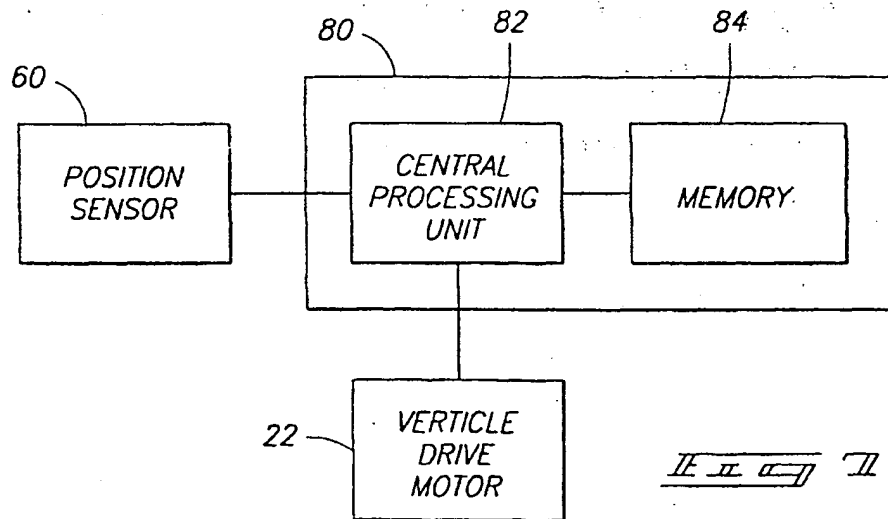 82
84
80
60
POSITION
SENSOR
CENTRAL
PROCESSING
UNIT
MEMORY
22
VERTICLE
DRIVE
MOTOR